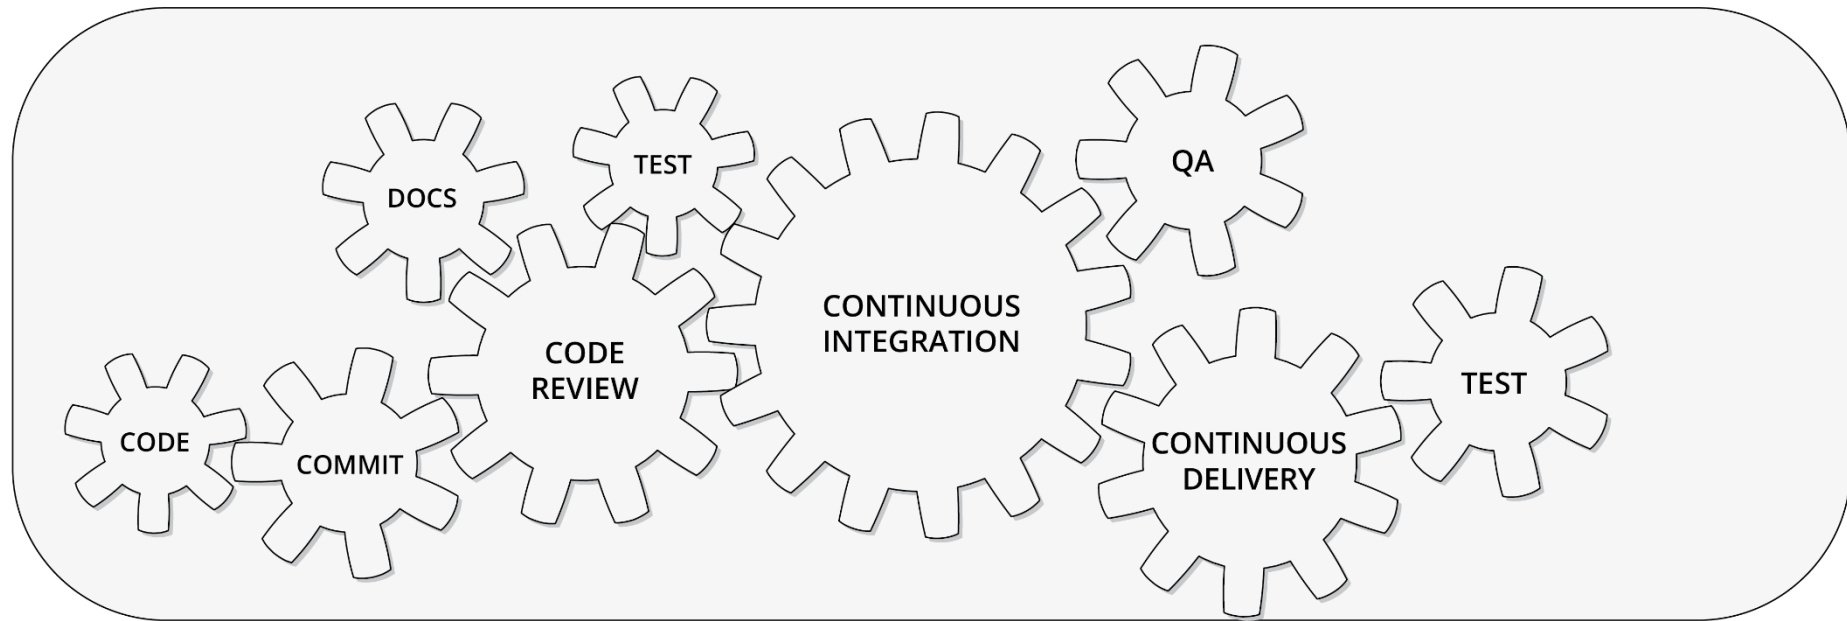 DOCS
TEST
QA
CODE
COMMIT
CODE
REVIEW
CONTINUOUS
INTEGRATION
CONTINUOUS
DELIVERY
TEST